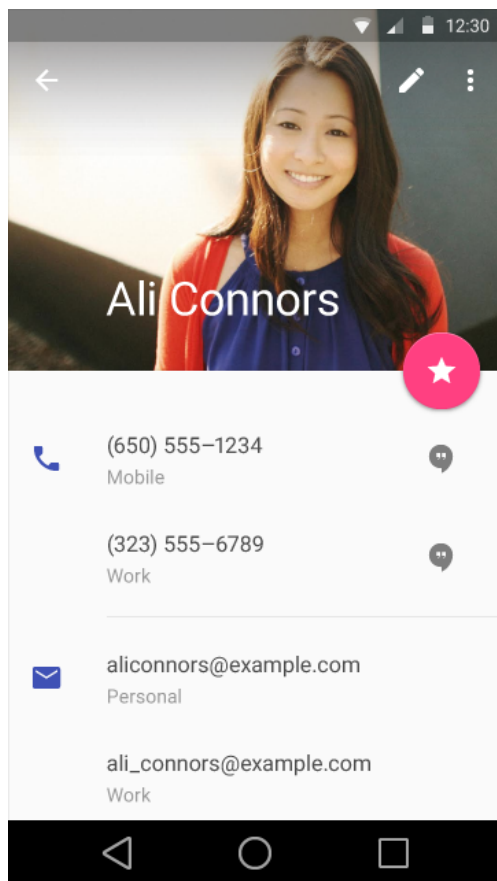 12:30
Ali Connors
(650) 555–1234
Mobile
(323) 555–6789
Work
aliconnors@example.com
Personal
ali_connors@example.com
Work